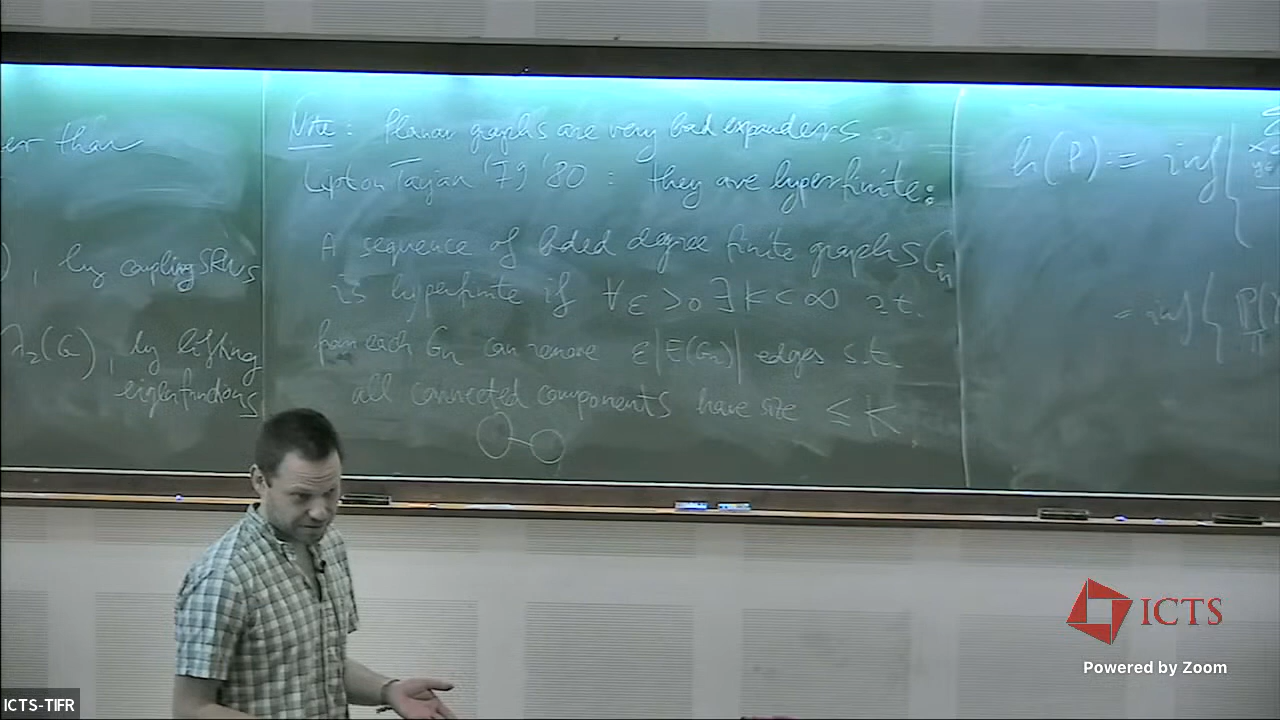 er than
), by coupling SRWs
λ₂(G), by lifting
eigenfunctions
Note: Planar graphs are very bad expanders.
Lipton Tarjan '79 '80 : they are hyperfinite:
A sequence of bded degree finite graphs Gn
is hyperfinite if ∀ε >0 ∃ K < ∞ s.t.
from each Gn can remove ε|E(Gn)| edges s.t.
all connected components have size ≤ K
h(P) := inf{
= inf{
ICTS
Powered by Zoom
ICTS-TIFR